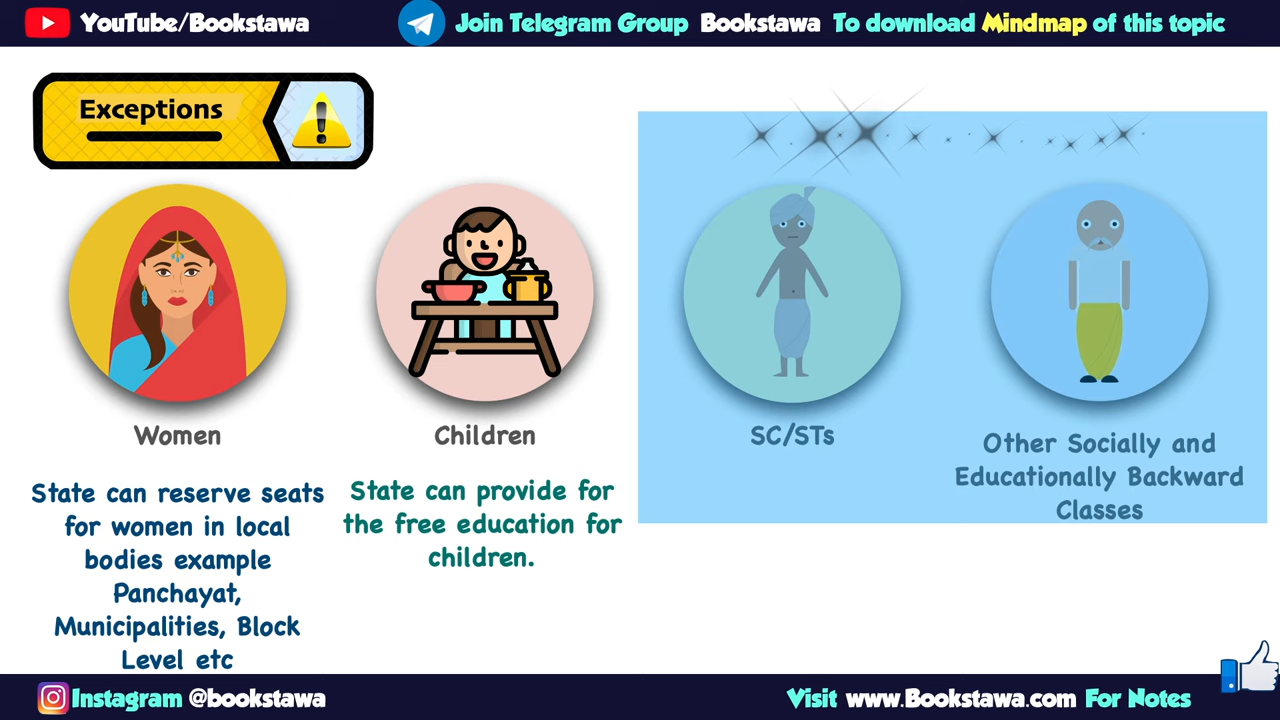 YouTube/Bookstawa
Join Telegram Group Bookstawa To download Mindmap of this topic
Exceptions
Women
State can reserve seats
for women in local
bodies example
Panchayat,
Municipalities, Block
Level etc
Children
State can provide for
the free education for
children.
SC/STs
Other Socially and
Educationally Backward
Classes
Instagram @bookstawa
Visit www.Bookstawa.com For Notes